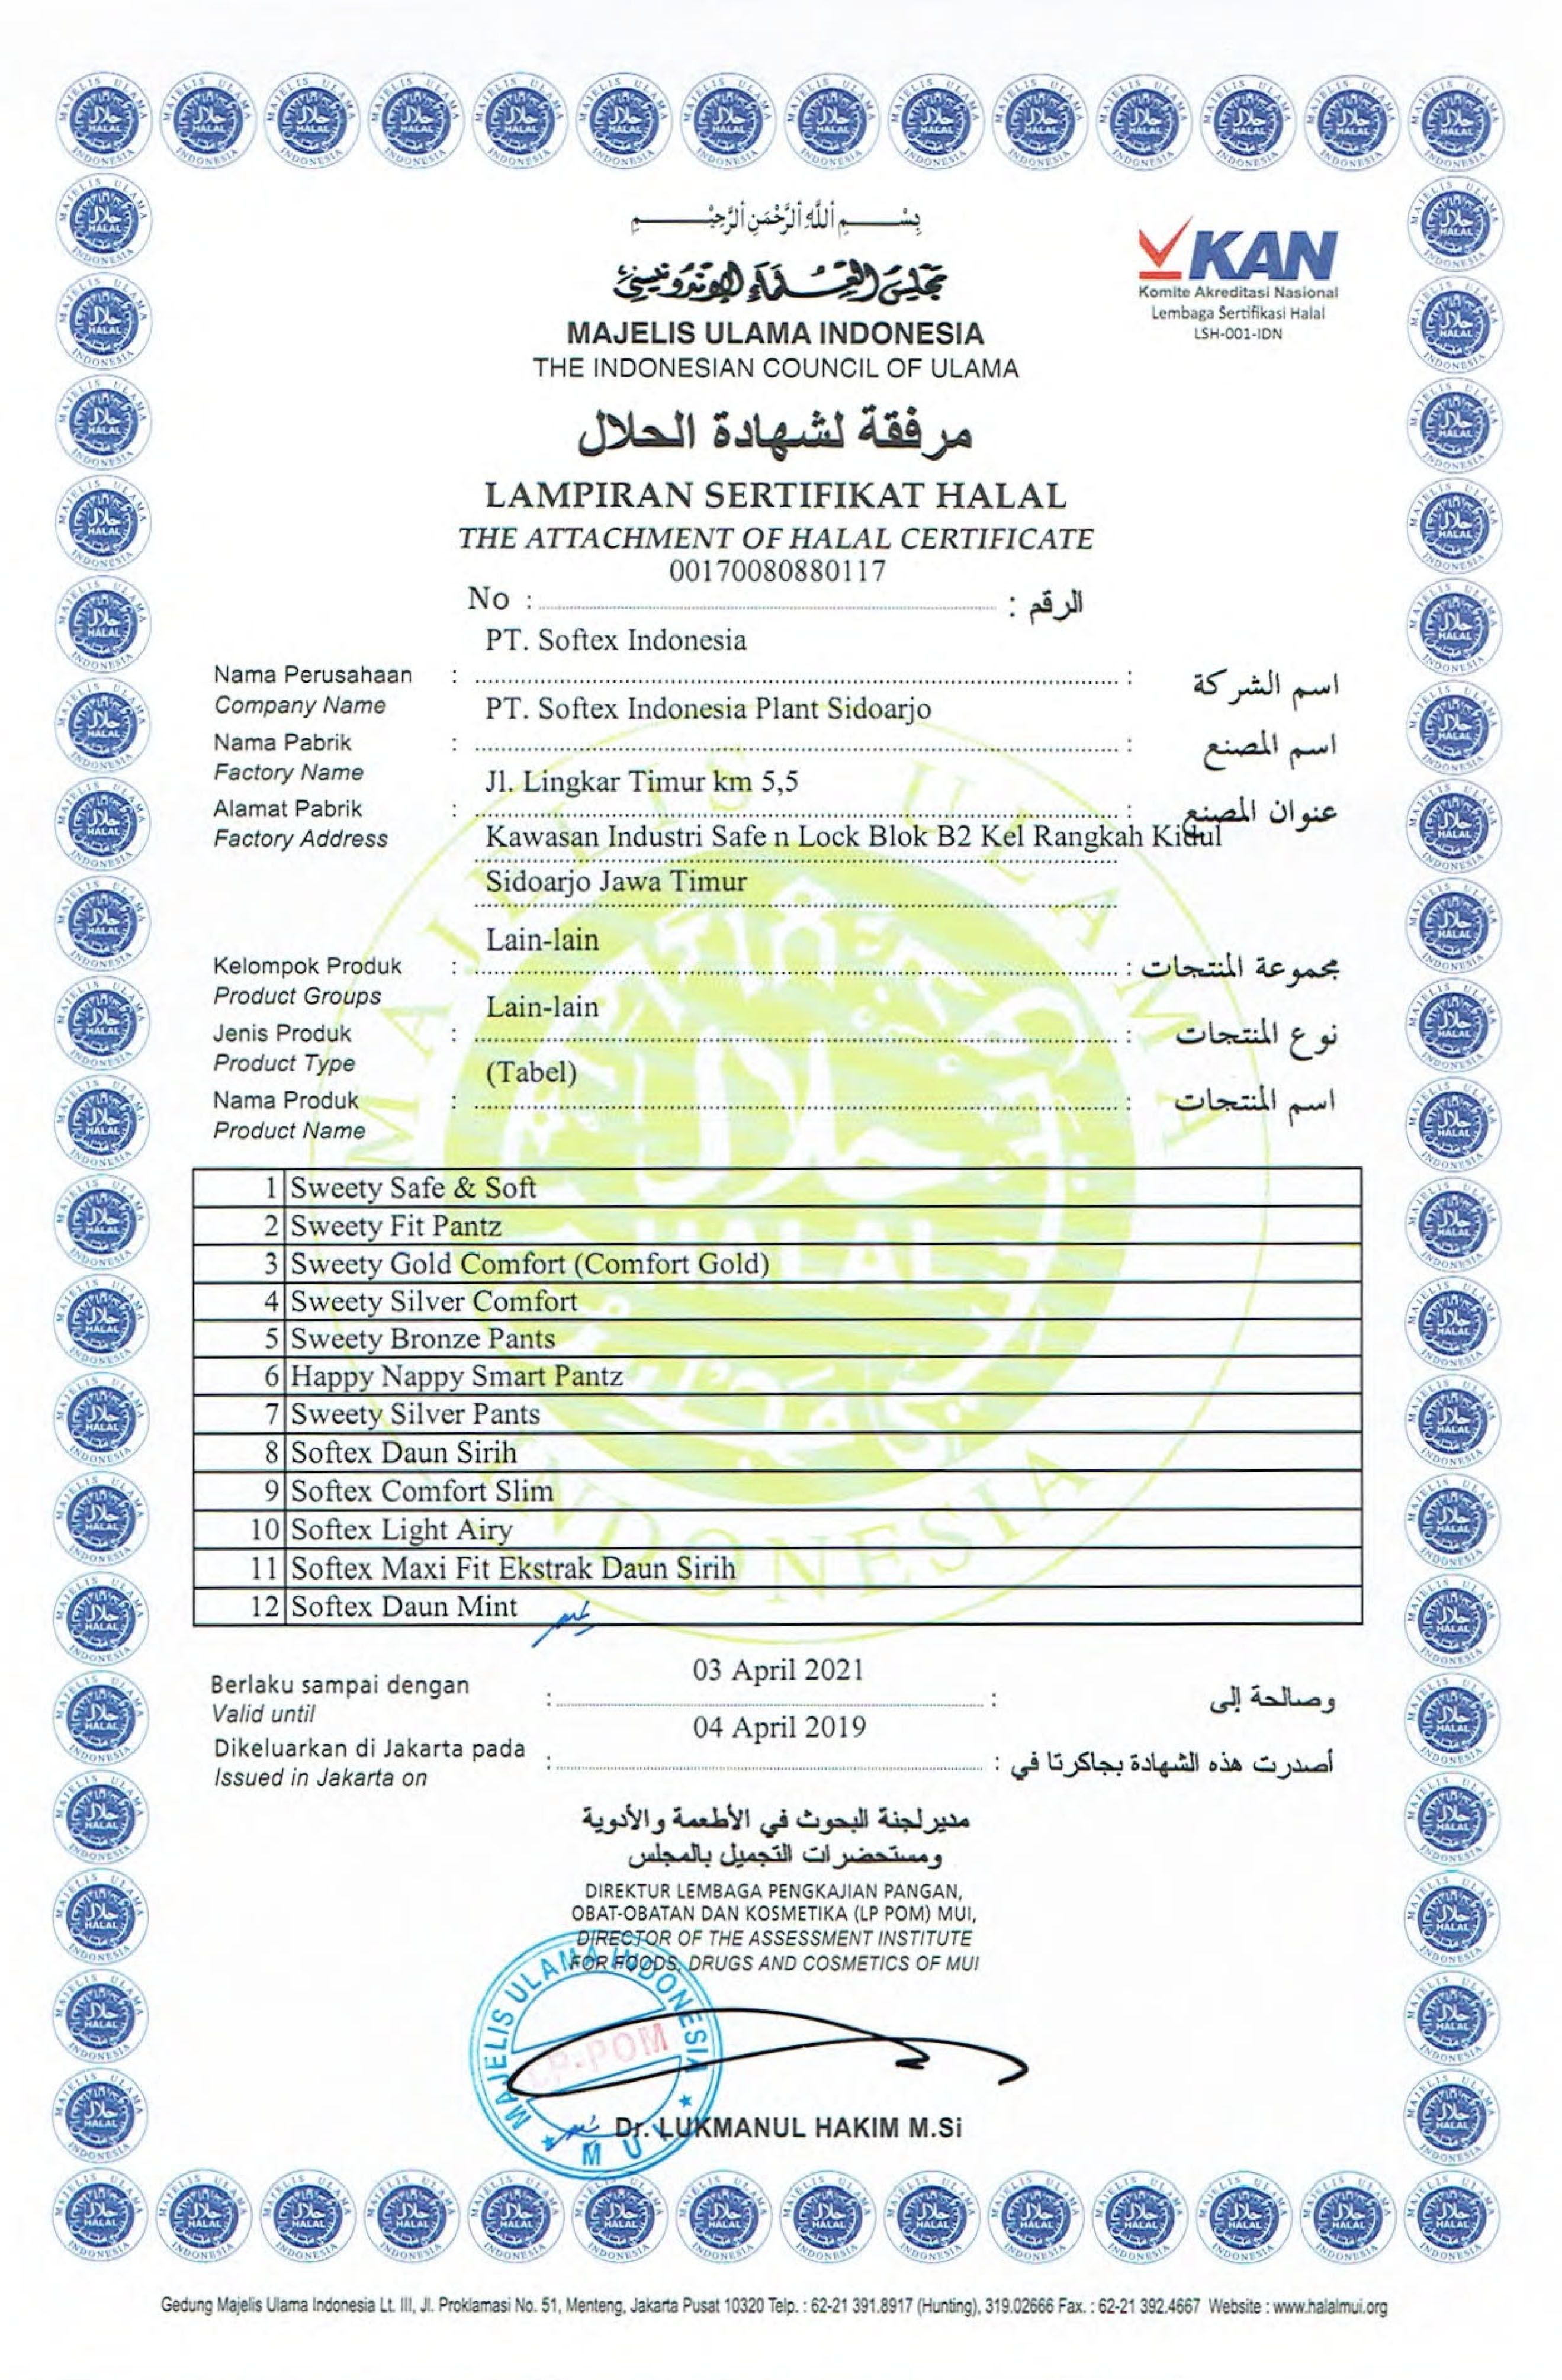 بِسْمِ اللَّهِ الرَّحْمَنِ الرَّحِيْمِ
مجلس العلماء الإندونيسي
MAJELIS ULAMA INDONESIA
THE INDONESIAN COUNCIL OF ULAMA
KAN
Komite Akreditasi Nasional
Lembaga Sertifikasi Halal
LSH-001-IDN
مرفقة لشهادة الحلال
LAMPIRAN SERTIFIKAT HALAL
THE ATTACHMENT OF HALAL CERTIFICATE
00170080880117
No : الرقم :
PT. Softex Indonesia
Nama Perusahaan : : اسم الشركة
Company Name
PT. Softex Indonesia Plant Sidoarjo
Nama Pabrik : : اسم المصنع
Factory Name
Jl. Lingkar Timur km 5,5
Alamat Pabrik : : عنوان المصنع
Factory Address
Kawasan Industri Safe n Lock Blok B2 Kel Rangkah Kidul
Sidoarjo Jawa Timur
Lain-lain
Kelompok Produk : : مجموعة المنتجات
Product Groups
Lain-lain
Jenis Produk : : نوع المنتجات
Product Type
(Tabel)
Nama Produk : : اسم المنتجات
Product Name
1 Sweety Safe & Soft
2 Sweety Fit Pantz
3 Sweety Gold Comfort (Comfort Gold)
4 Sweety Silver Comfort
5 Sweety Bronze Pants
6 Happy Nappy Smart Pantz
7 Sweety Silver Pants
8 Softex Daun Sirih
9 Softex Comfort Slim
10 Softex Light Airy
11 Softex Maxi Fit Ekstrak Daun Sirih
12 Softex Daun Mint
03 April 2021
Berlaku sampai dengan : : وصالحة إلى
Valid until
04 April 2019
Dikeluarkan di Jakarta pada : : أصدرت هذه الشهادة بجاكرتا في
Issued in Jakarta on
مدير لجنة البحوث في الأطعمة والأدوية
ومستحضرات التجميل بالمجلس
DIREKTUR LEMBAGA PENGKAJIAN PANGAN,
OBAT-OBATAN DAN KOSMETIKA (LP POM) MUI,
DIRECTOR OF THE ASSESSMENT INSTITUTE
FOR FOODS, DRUGS AND COSMETICS OF MUI
MAJELIS ULAMA INDONESIA
LP-POM
M U I
Dr. LUKMANUL HAKIM M.Si
Gedung Majelis Ulama Indonesia Lt. III, Jl. Proklamasi No. 51, Menteng, Jakarta Pusat 10320 Telp. : 62-21 391.8917 (Hunting), 319.02666 Fax. : 62-21 392.4667 Website : www.halalmui.org